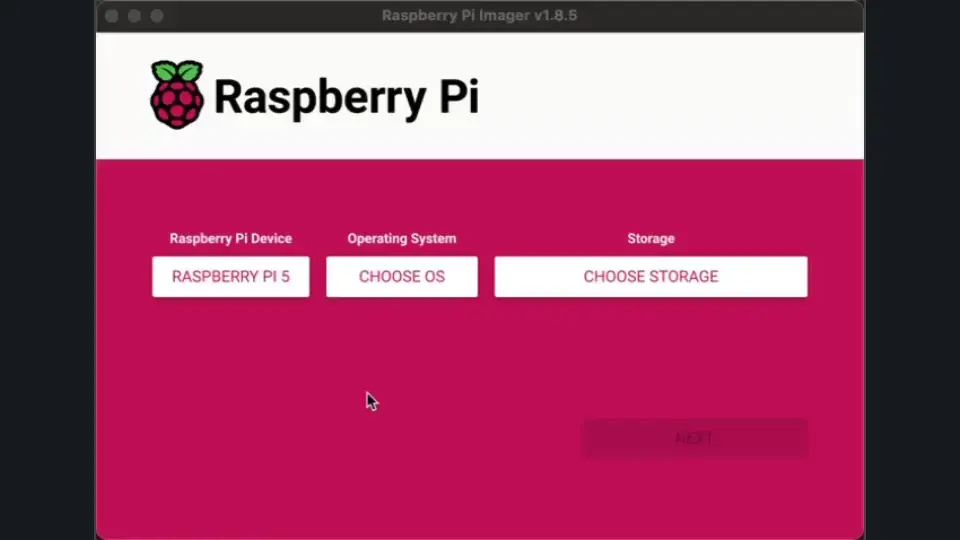 Raspberry Pi Imager v1.8.5
Raspberry Pi
Raspberry Pi Device
Operating System
Storage
RASPBERRY PI 5
CHOOSE OS
CHOOSE STORAGE
NEXT